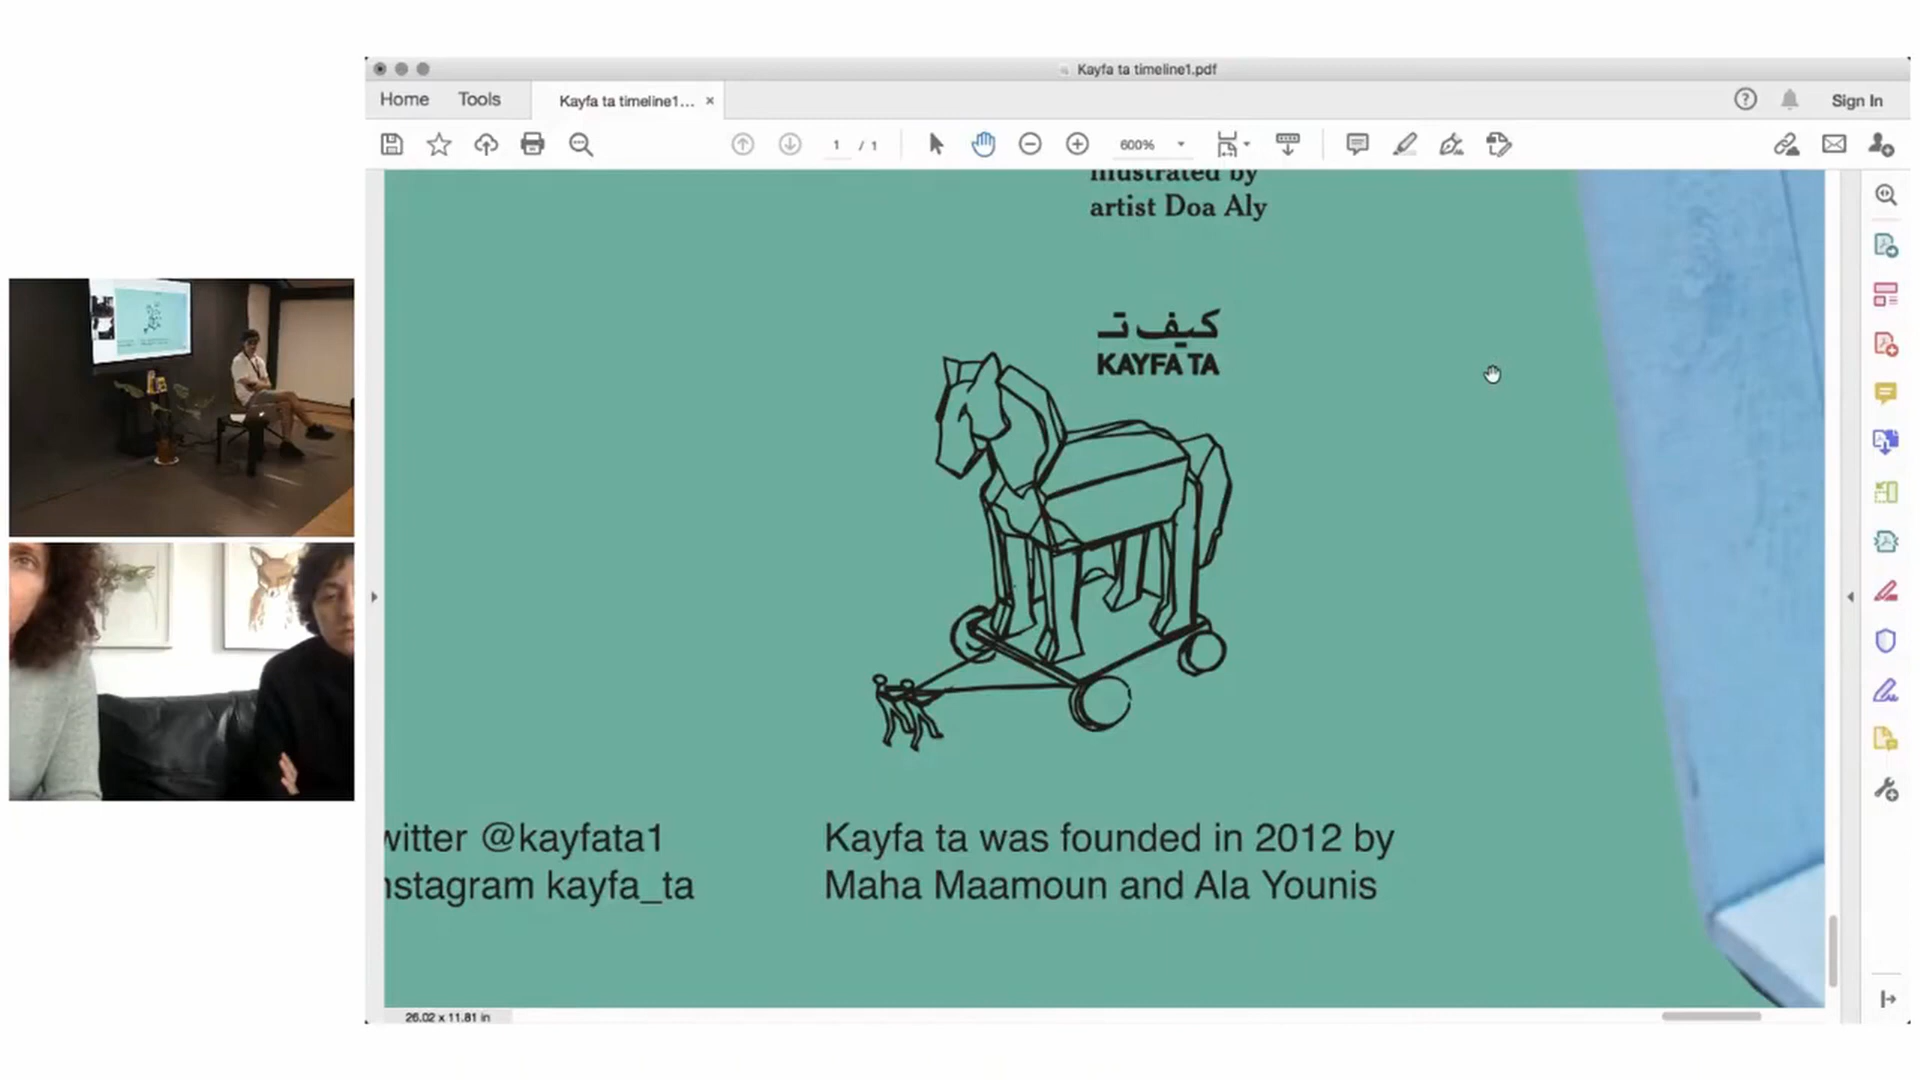 Kayfa ta timeline1.pdf
Home
Tools
Kayfa ta timeline1...
Sign In
1 / 1
600%
illustrated by
artist Doa Aly
كيف تـ
KAYFA TA
witter @kayfata1
nstagram kayfa_ta
Kayfa ta was founded in 2012 by
Maha Maamoun and Ala Younis
26.02 x 11.81 in